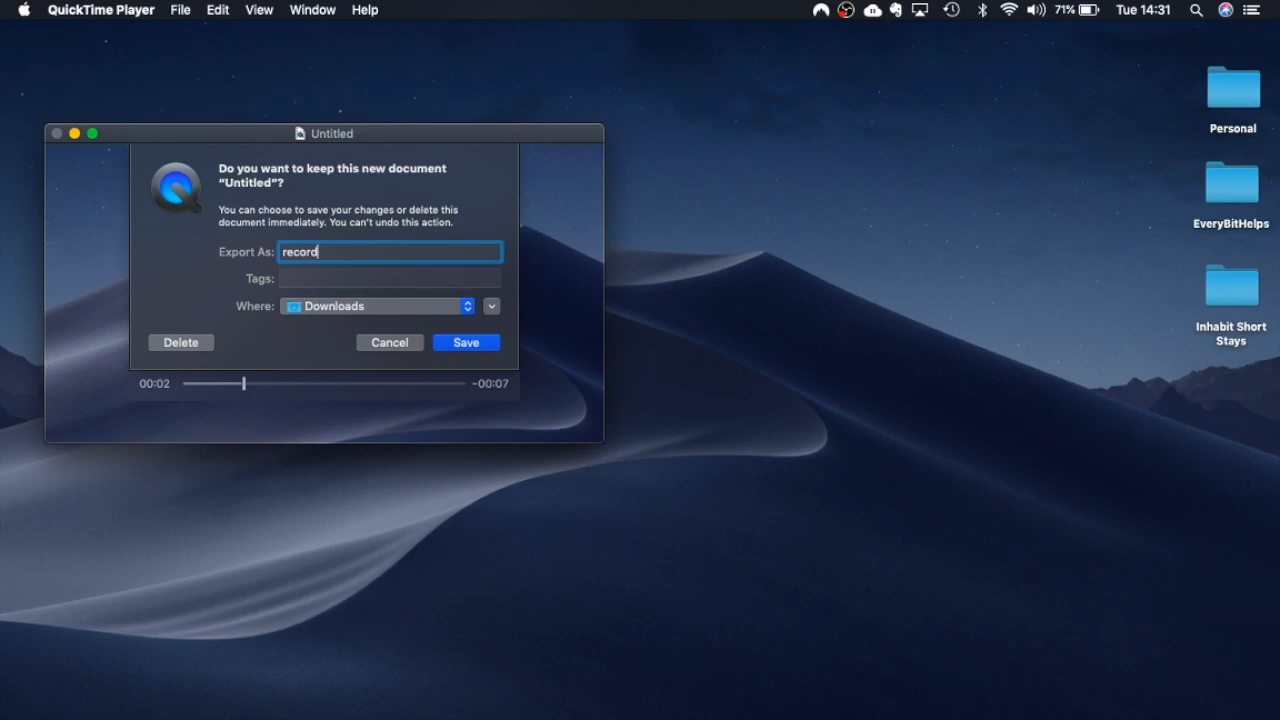 QuickTime Player File Edit View Window Help 71% Tue 14:31
Untitled
Do you want to keep this new document
“Untitled”?
You can choose to save your changes or delete this
document immediately. You can’t undo this action.
Export As: record
Tags:
Where: Downloads
Delete Cancel Save
00:02 -00:07
Personal
EveryBitHelps
Inhabit Short
Stays